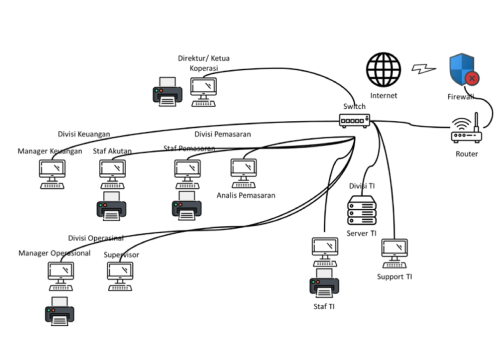 Direktur/ Ketua
Koperasi
Internet
Firewall
Switch
Router
Divisi Keuangan
Divisi Pemasaran
Manager Keuangan
Staf Akutan
Staf Pemasaran
Analis Pemasaran
Divisi TI
Server TI
Divisi Operasinal
Manager Operasional
Supervisor
Support TI
Staf TI